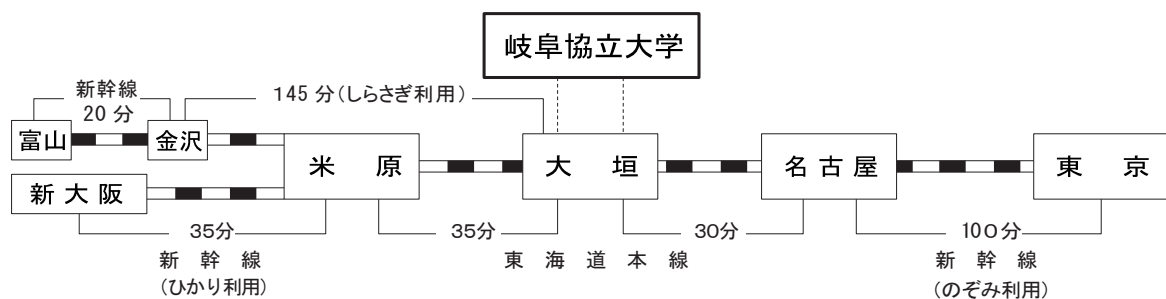 岐阜協立大学
新幹線
20分
145分(しらさぎ利用)
富山
金沢
米原
大垣
名古屋
東京
新大阪
35分
35分
30分
100分
新幹線
東海道本線
新幹線
(ひかり利用)
(のぞみ利用)